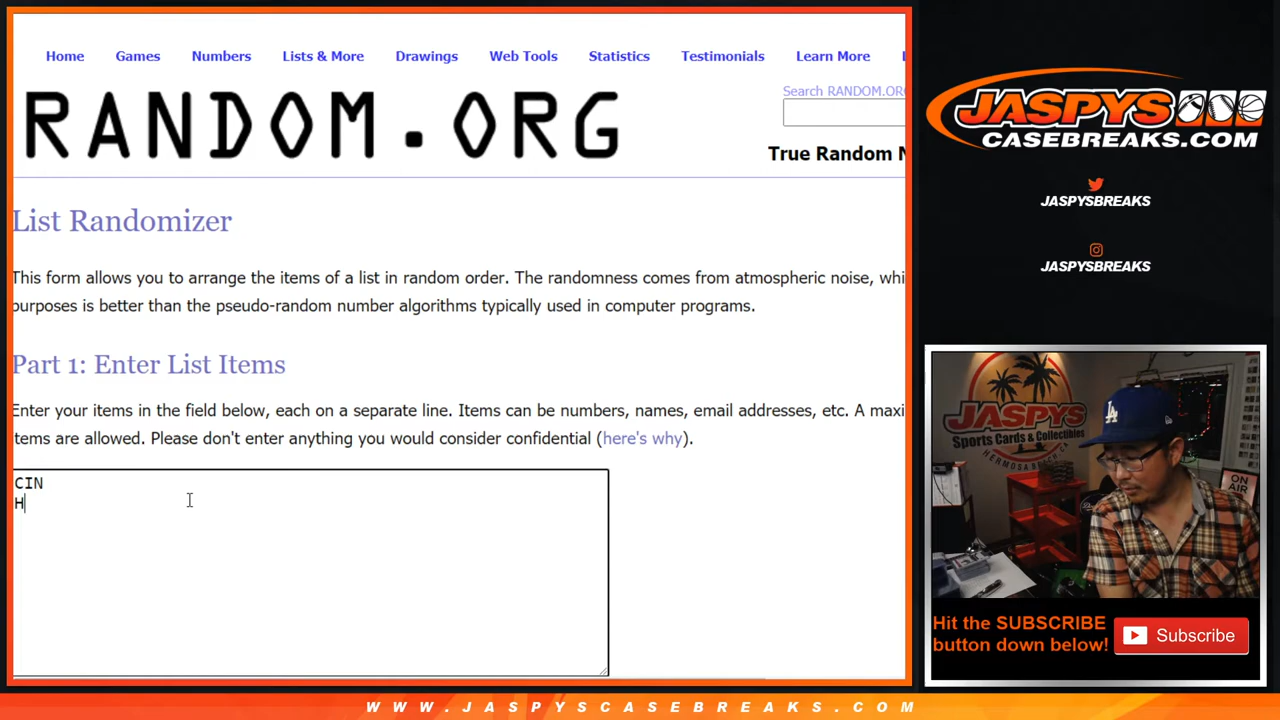 Home Games Numbers Lists & More Drawings Web Tools Statistics Testimonials Learn More
Search RANDOM.ORG
RANDOM.ORG
True Random N
List Randomizer
This form allows you to arrange the items of a list in random order. The randomness comes from atmospheric noise, whi
purposes is better than the pseudo-random number algorithms typically used in computer programs.
Part 1: Enter List Items
Enter your items in the field below, each on a separate line. Items can be numbers, names, email addresses, etc. A maxi
items are allowed. Please don't enter anything you would consider confidential (here's why).
CIN
H
JASPYS
CASEBREAKS.COM
JASPYSBREAKS
JASPYSBREAKS
JASPYS
Sports Cards & Collectibles
HERMOSA BEACH, CA
LA
ON
AIR
Hit the SUBSCRIBE
button down below!
Subscribe
WWW.JASPYSCASEBREAKS.COM